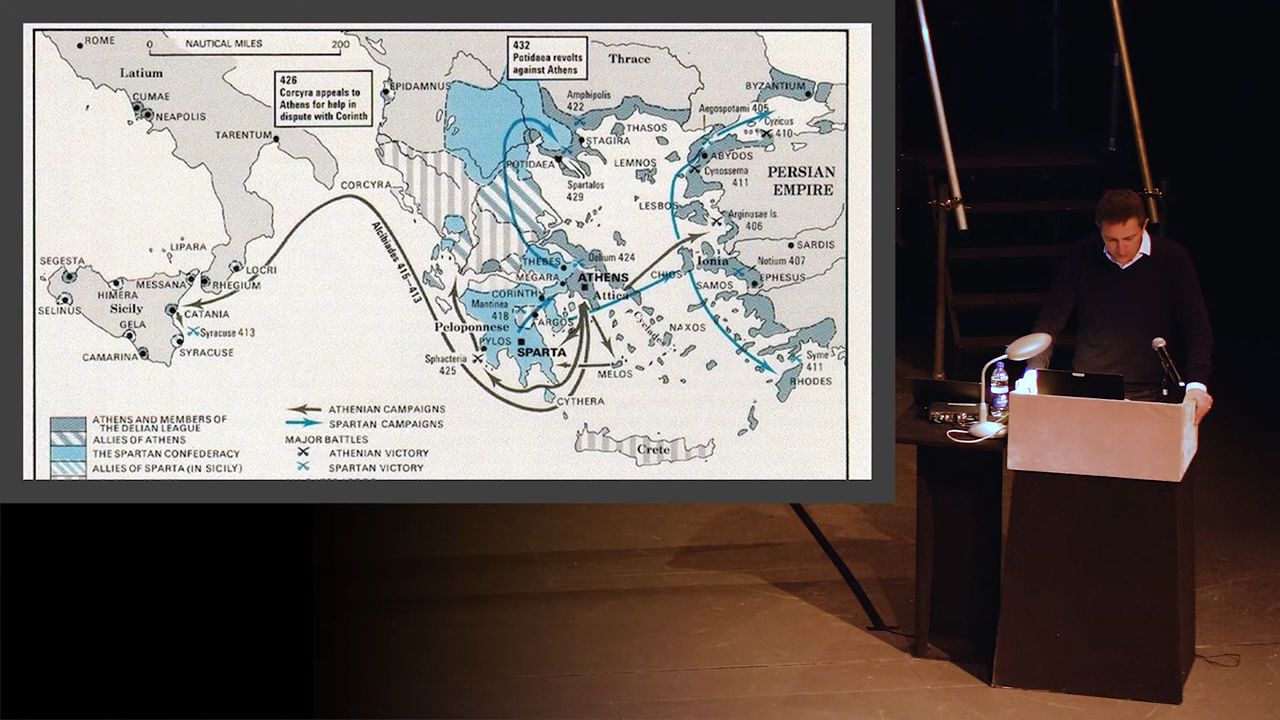 ROME
0 NAUTICAL MILES 200
Latium
CUMAE
NEAPOLIS
TARENTUM
426
Corcyra appeals to
Athens for help in
dispute with Corinth
EPIDAMNUS
432
Potidaea revolts
against Athens
Thrace
BYZANTIUM
Amphipolis
422
Aegospotami 405
Cyzicus
410
THASOS
STAGIRA
POTIDAEA
LEMNOS
ABYDOS
Cynossema
411
PERSIAN
EMPIRE
CORCYRA
Spartalos
429
LESBOS
Arginusae Is.
406
Alcibiades 415–413
LIPARA
SEGESTA
LOCRI
MESSANA
RHEGIUM
HIMERA
SELINUS
Sicily
CATANIA
GELA
Syracuse 413
CAMARINA
SYRACUSE
THEBES
Delium 424
MEGARA
ATHENS
CORINTH
Attica
Mantinea
418
ARGOS
Peloponnese
PYLOS
SPARTA
Sphacteria
425
CHIOS
Ionia
SARDIS
Notium 407
EPHESUS
SAMOS
Cyclades
NAXOS
MELOS
CYTHERA
Syme
411
RHODES
Crete
ATHENS AND MEMBERS OF
THE DELIAN LEAGUE
ALLIES OF ATHENS
THE SPARTAN CONFEDERACY
ALLIES OF SPARTA (IN SICILY)
ATHENIAN CAMPAIGNS
SPARTAN CAMPAIGNS
MAJOR BATTLES
ATHENIAN VICTORY
SPARTAN VICTORY